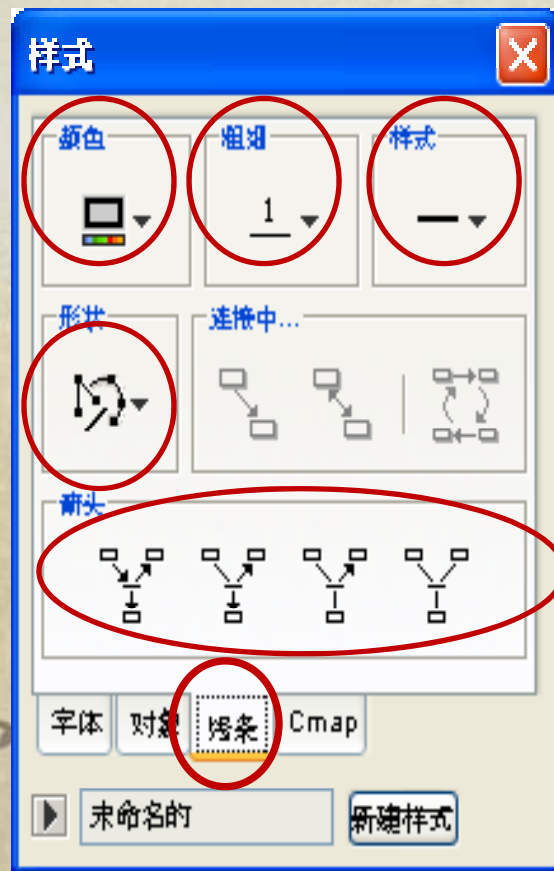 样式
颜色 粗细 样式
1
形状 连接中...
箭头
字体 对象 线条 Cmap
未命名的 新建样式